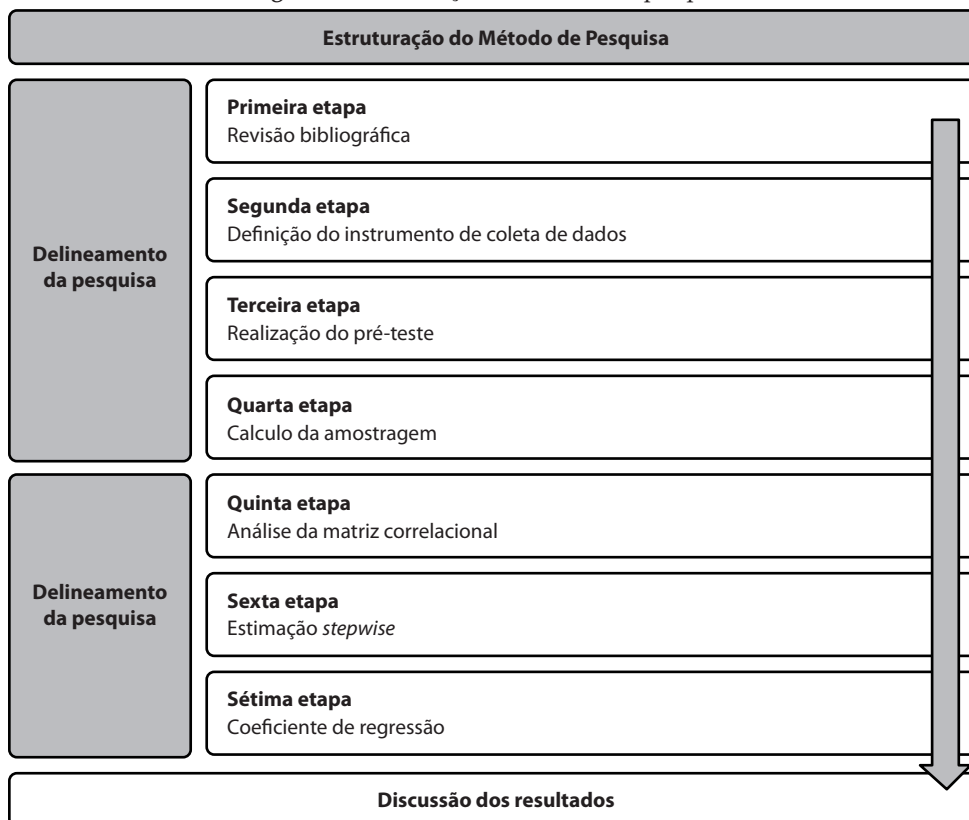 Estruturação do Método de Pesquisa
Delineamento
da pesquisa
Primeira etapa
Revisão bibliográfica
Segunda etapa
Definição do instrumento de coleta de dados
Terceira etapa
Realização do pré-teste
Quarta etapa
Calculo da amostragem
Delineamento
da pesquisa
Quinta etapa
Análise da matriz correlacional
Sexta etapa
Estimação stepwise
Sétima etapa
Coeficiente de regressão
Discussão dos resultados